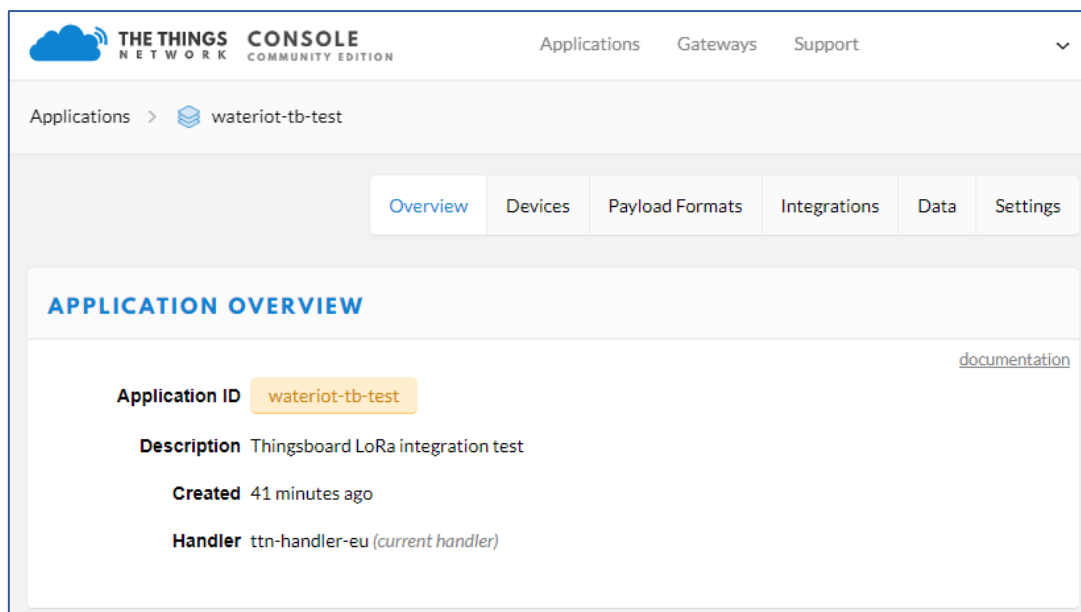 THE THINGS CONSOLE Applications Gateways Support
NETWORK COMMUNITY EDITION
Applications > wateriot-tb-test
Overview Devices Payload Formats Integrations Data Settings
APPLICATION OVERVIEW
documentation
Application ID wateriot-tb-test
Description Thingsboard LoRa integration test
Created 41 minutes ago
Handler ttn-handler-eu (current handler)